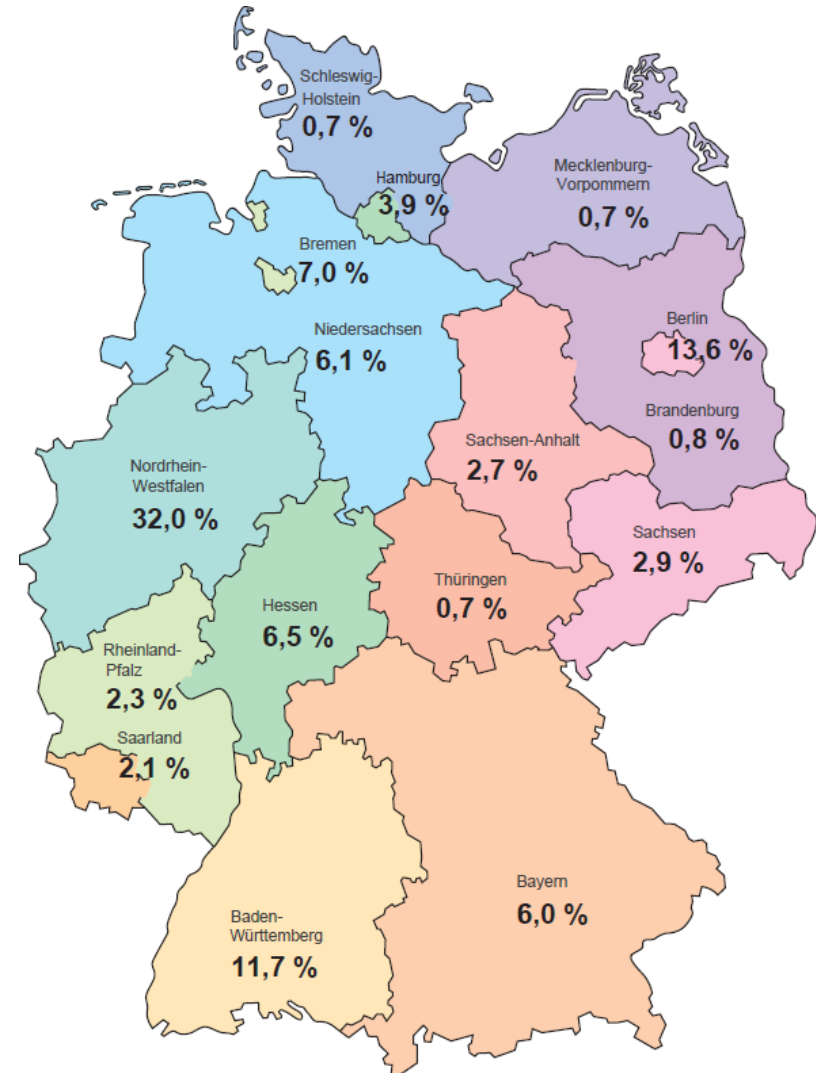 Schleswig-
Holstein
0,7 %
Hamburg
3,9 %
Mecklenburg-
Vorpommern
0,7 %
Bremen
7,0 %
Niedersachsen
6,1 %
Berlin
13,6 %
Brandenburg
0,8 %
Sachsen-Anhalt
2,7 %
Nordrhein-
Westfalen
32,0 %
Sachsen
2,9 %
Thüringen
0,7 %
Hessen
6,5 %
Rheinland-
Pfalz
2,3 %
Saarland
2,1 %
Bayern
6,0 %
Baden-
Württemberg
11,7 %